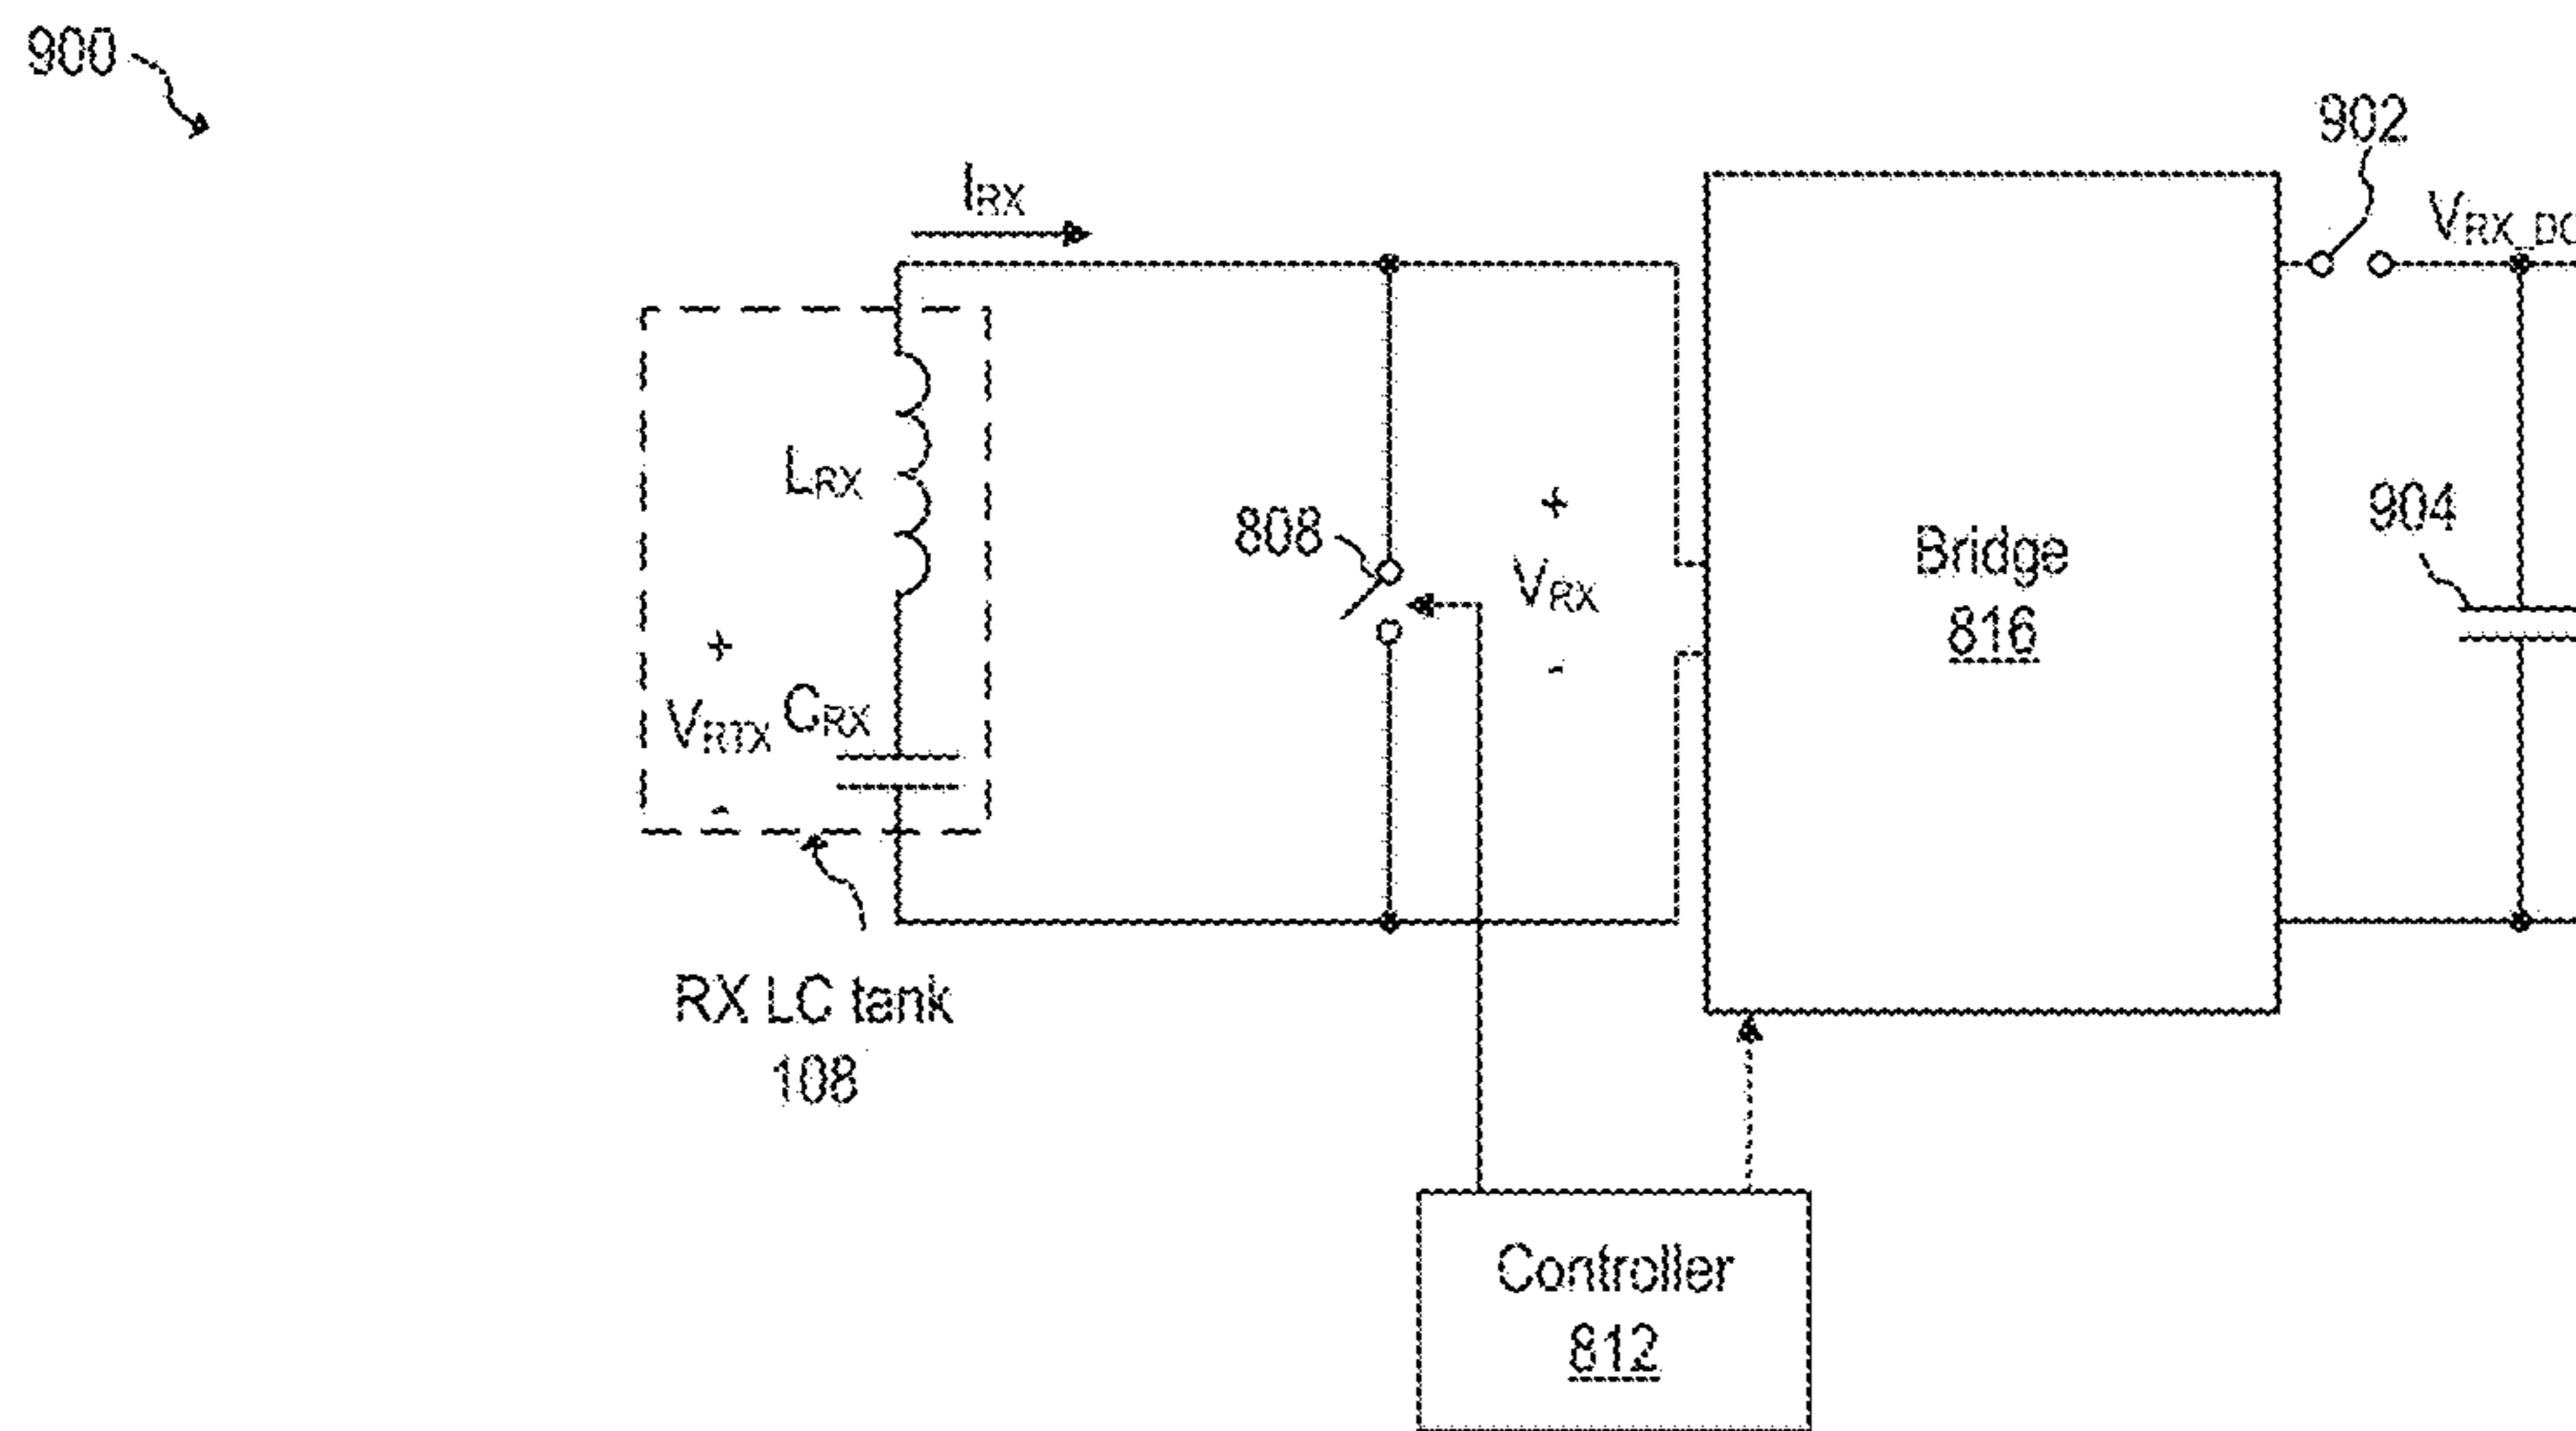 900
902
IRX
VRX_DC
LRX
808
+
VRX
-
Bridge
816
904
+
VRTX
CRX
-
RX LC tank
108
Controller
812